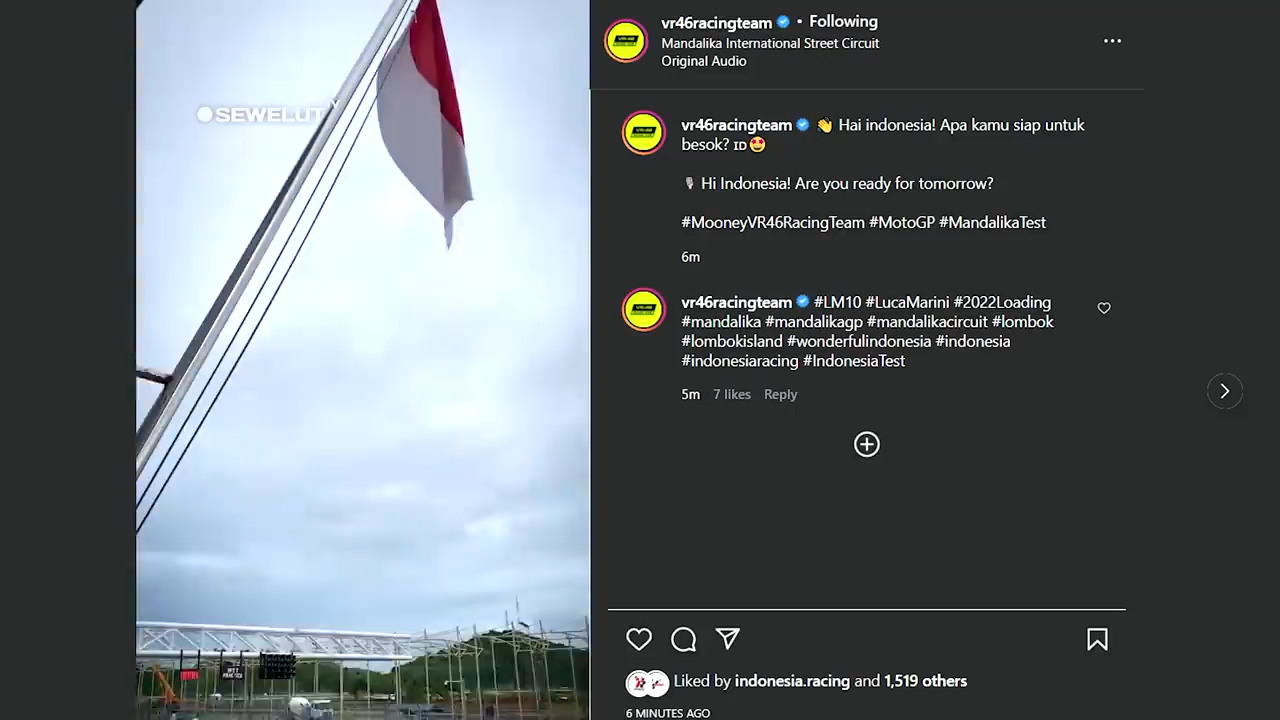 SEWELUTV
vr46racingteam • Following
Mandalika International Street Circuit
Original Audio
vr46racingteam 👋 Hai indonesia! Apa kamu siap untuk
besok? ID🤩
🎙 Hi Indonesia! Are you ready for tomorrow?
#MooneyVR46RacingTeam #MotoGP #MandalikaTest
6m
vr46racingteam #LM10 #LucaMarini #2022Loading
#mandalika #mandalikagp #mandalikacircuit #lombok
#lombokisland #wonderfulindonesia #indonesia
#indonesiaracing #IndonesiaTest
5m 7 likes Reply
Liked by indonesia.racing and 1,519 others
6 MINUTES AGO